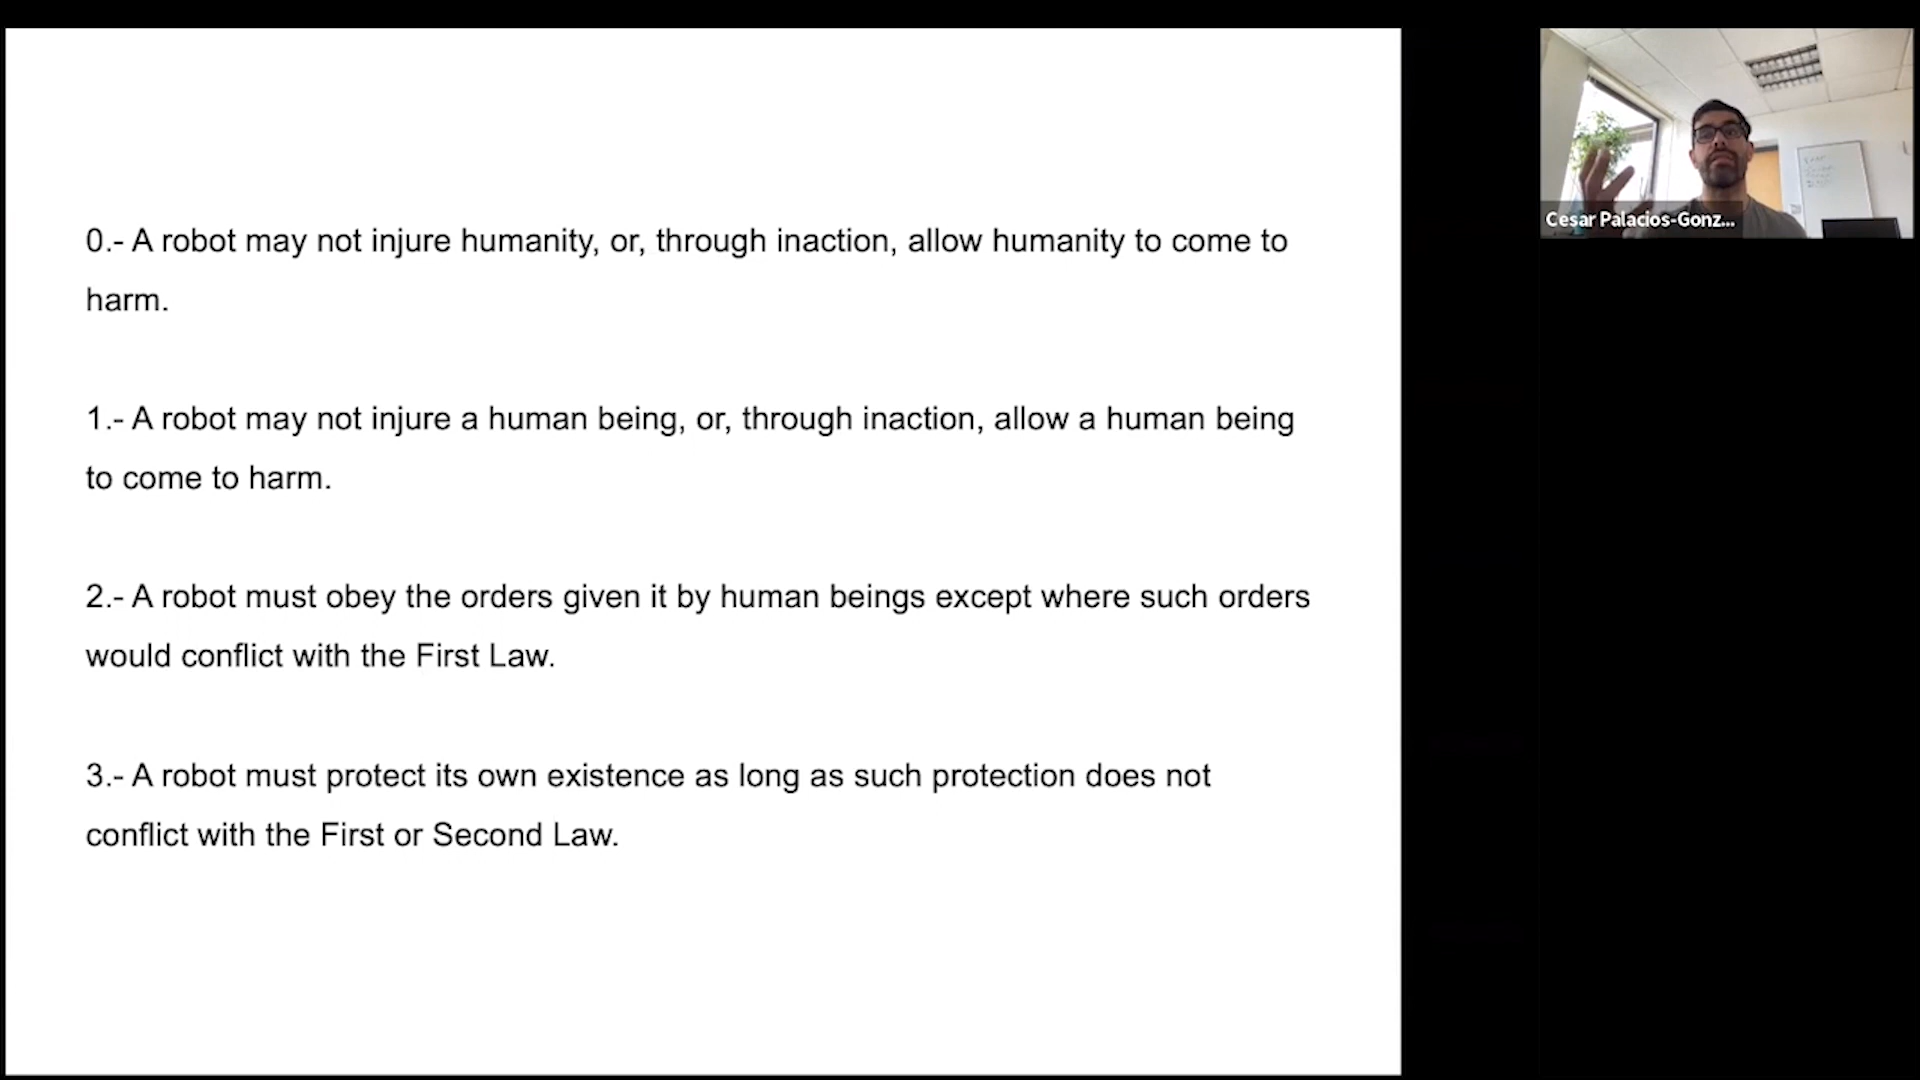 0.- A robot may not injure humanity, or, through inaction, allow humanity to come to
harm.
1.- A robot may not injure a human being, or, through inaction, allow a human being
to come to harm.
2.- A robot must obey the orders given it by human beings except where such orders
would conflict with the First Law.
3.- A robot must protect its own existence as long as such protection does not
conflict with the First or Second Law.
Cesar Palacios-Gonz...